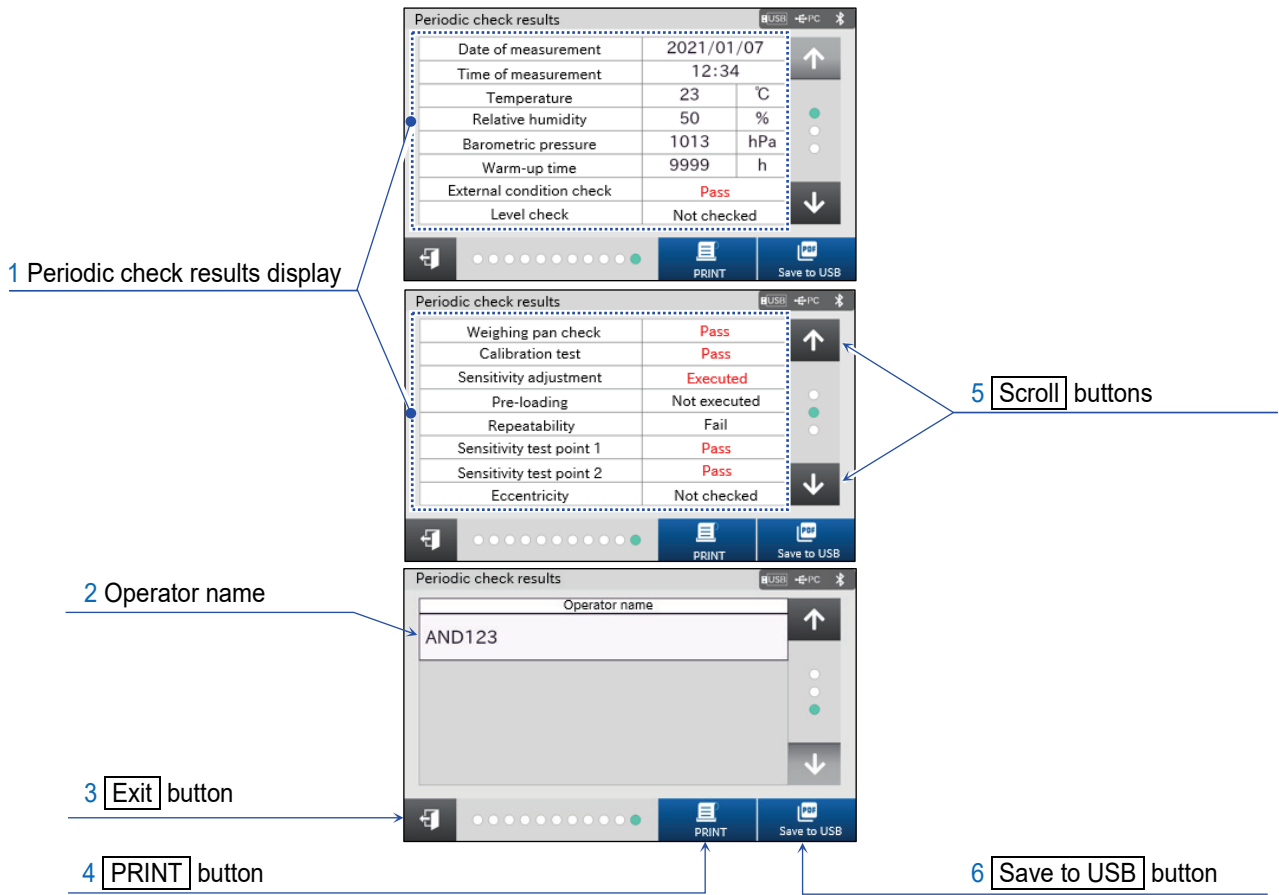 Periodic check results USB PC
Date of measurement 2021/01/07
Time of measurement 12:34
Temperature 23 ℃
Relative humidity 50 %
Barometric pressure 1013 hPa
Warm-up time 9999 h
External condition check Pass
Level check Not checked
PRINT PDF Save to USB
1 Periodic check results display
Periodic check results USB PC
Weighing pan check Pass
Calibration test Pass
Sensitivity adjustment Executed
Pre-loading Not executed
Repeatability Fail
Sensitivity test point 1 Pass
Sensitivity test point 2 Pass
Eccentricity Not checked
PRINT PDF Save to USB
5 Scroll buttons
Periodic check results USB PC
2 Operator name
Operator name
AND123
3 Exit button
PRINT PDF Save to USB
4 PRINT button
6 Save to USB button